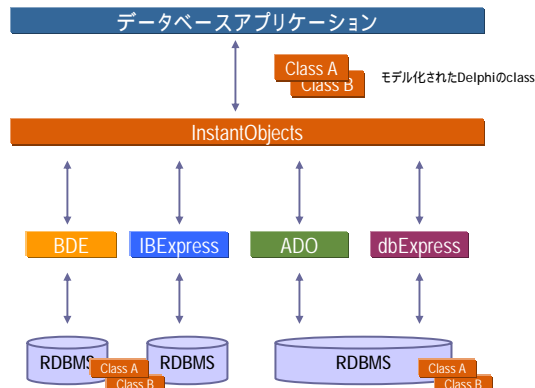 データベースアプリケーション
Class A
Class B
モデル化されたDelphiのclass
InstantObjects
BDE
IBExpress
ADO
dbExpress
RDBMS
RDBMS
RDBMS
Class A
Class B
Class A
Class B